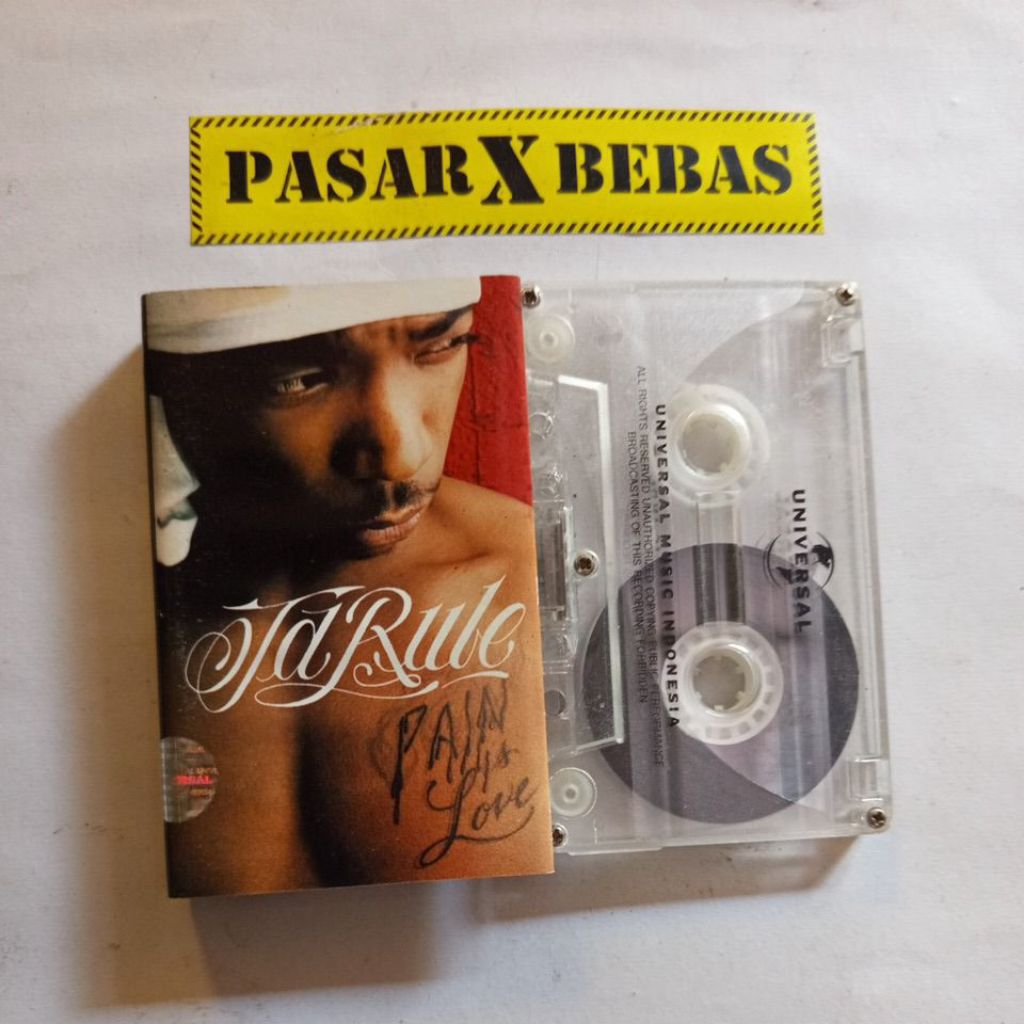 PASAR X BEBAS
Ja Rule
PAIN
is
Love
UNIVERSAL
UNIVERSAL MUSIC INDONESIA
ALL RIGHTS RESERVED UNAUTHORIZED COPYING PUBLIC PERFORMANCE
BROADCASTING OF THIS RECORDING FORBIDDEN